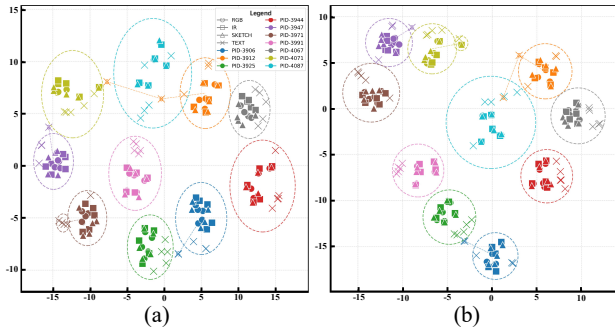 Legend
RGB
IR
SKETCH
TEXT
PID-3906
PID-3912
PID-3925
PID-3944
PID-3947
PID-3971
PID-3991
PID-4067
PID-4071
PID-4087
15
10
5
0
-5
-10
-15 -10 -5 0 5 10 15
(a)
10
5
0
-5
-10
-15
-15 -10 -5 0 5 10
(b)